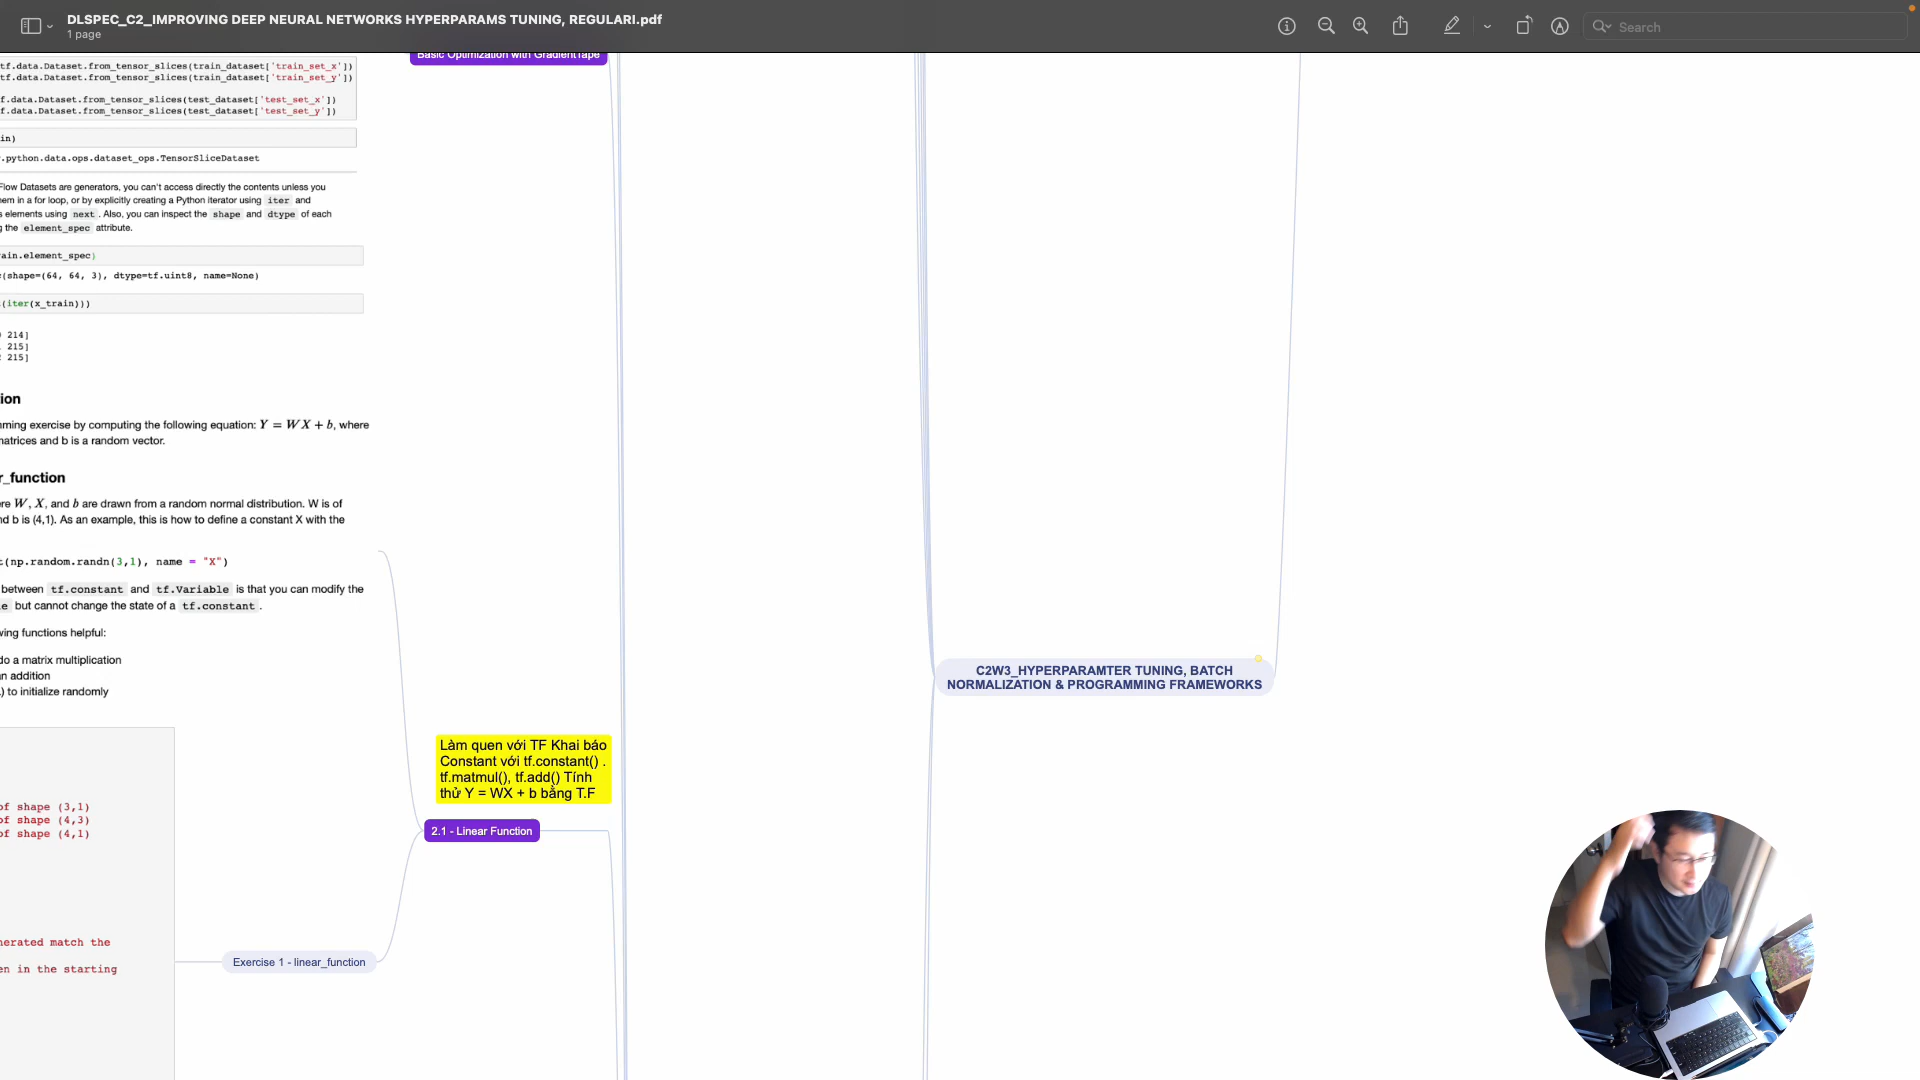 DLSPEC_C2_IMPROVING DEEP NEURAL NETWORKS HYPERPARAMS TUNING, REGULARI.pdf
1 page
Search
Basic Optimization with GradientTape
tf.data.Dataset.from_tensor_slices(train_dataset['train_set_x'])
tf.data.Dataset.from_tensor_slices(train_dataset['train_set_y'])
f.data.Dataset.from_tensor_slices(test_dataset['test_set_x'])
f.data.Dataset.from_tensor_slices(test_dataset['test_set_y'])
in)
.python.data.ops.dataset_ops.TensorSliceDataset
Flow Datasets are generators, you can't access directly the contents unless you
em in a for loop, or by explicitly creating a Python iterator using iter and
s elements using next . Also, you can inspect the shape and dtype of each
g the element_spec attribute.
ain.element_spec)
(shape=(64, 64, 3), dtype=tf.uint8, name=None)
(iter(x_train)))
214]
215]
215]
ion
ming exercise by computing the following equation: Y = WX + b, where
atrices and b is a random vector.
r_function
re W, X, and b are drawn from a random normal distribution. W is of
nd b is (4,1). As an example, this is how to define a constant X with the
t(np.random.randn(3,1), name = "X")
between tf.constant and tf.Variable is that you can modify the
e but cannot change the state of a tf.constant .
wing functions helpful:
do a matrix multiplication
an addition
.) to initialize randomly
of shape (3,1)
of shape (4,3)
of shape (4,1)
nerated match the
en in the starting
Làm quen với TF Khai báo
Constant với tf.constant() .
tf.matmul(), tf.add() Tính
thử Y = WX + b bằng T.F
2.1 - Linear Function
Exercise 1 - linear_function
C2W3_HYPERPARAMTER TUNING, BATCH
NORMALIZATION & PROGRAMMING FRAMEWORKS